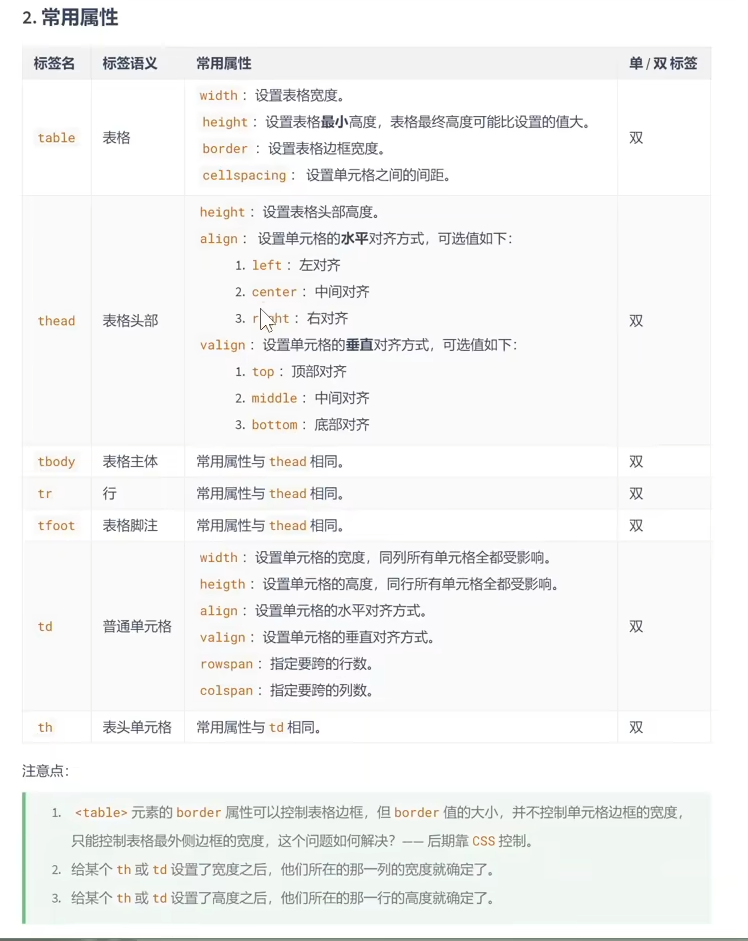 2. 常用属性
标签名 标签语义 常用属性 单 / 双 标签
table 表格 双
width ： 设置表格宽度。
height ： 设置表格最小高度，表格最终高度可能比设置的值大。
border ： 设置表格边框宽度。
cellspacing ： 设置单元格之间的间距。
thead 表格头部 双
height ： 设置表格头部高度。
align ： 设置单元格的水平对齐方式，可选值如下：
1. left ： 左对齐
2. center ： 中间对齐
3. right ： 右对齐
valign ： 设置单元格的垂直对齐方式，可选值如下：
1. top ： 顶部对齐
2. middle ： 中间对齐
3. bottom ： 底部对齐
tbody 表格主体 常用属性与 thead 相同。 双
tr 行 常用属性与 thead 相同。 双
tfoot 表格脚注 常用属性与 thead 相同。 双
td 普通单元格 双
width ： 设置单元格的宽度，同列所有单元格全都受影响。
heigth ： 设置单元格的高度，同行所有单元格全都受影响。
align ： 设置单元格的水平对齐方式。
valign ： 设置单元格的垂直对齐方式。
rowspan ： 指定要跨的行数。
colspan ： 指定要跨的列数。
th 表头单元格 常用属性与 td 相同。 双
注意点：
1. <table> 元素的 border 属性可以控制表格边框，但 border 值的大小，并不控制单元格边框的宽度，
只能控制表格最外侧边框的宽度，这个问题如何解决？—— 后期靠 CSS 控制。
2. 给某个 th 或 td 设置了宽度之后，他们所在的那一列的宽度就确定了。
3. 给某个 th 或 td 设置了高度之后，他们所在的那一行的高度就确定了。